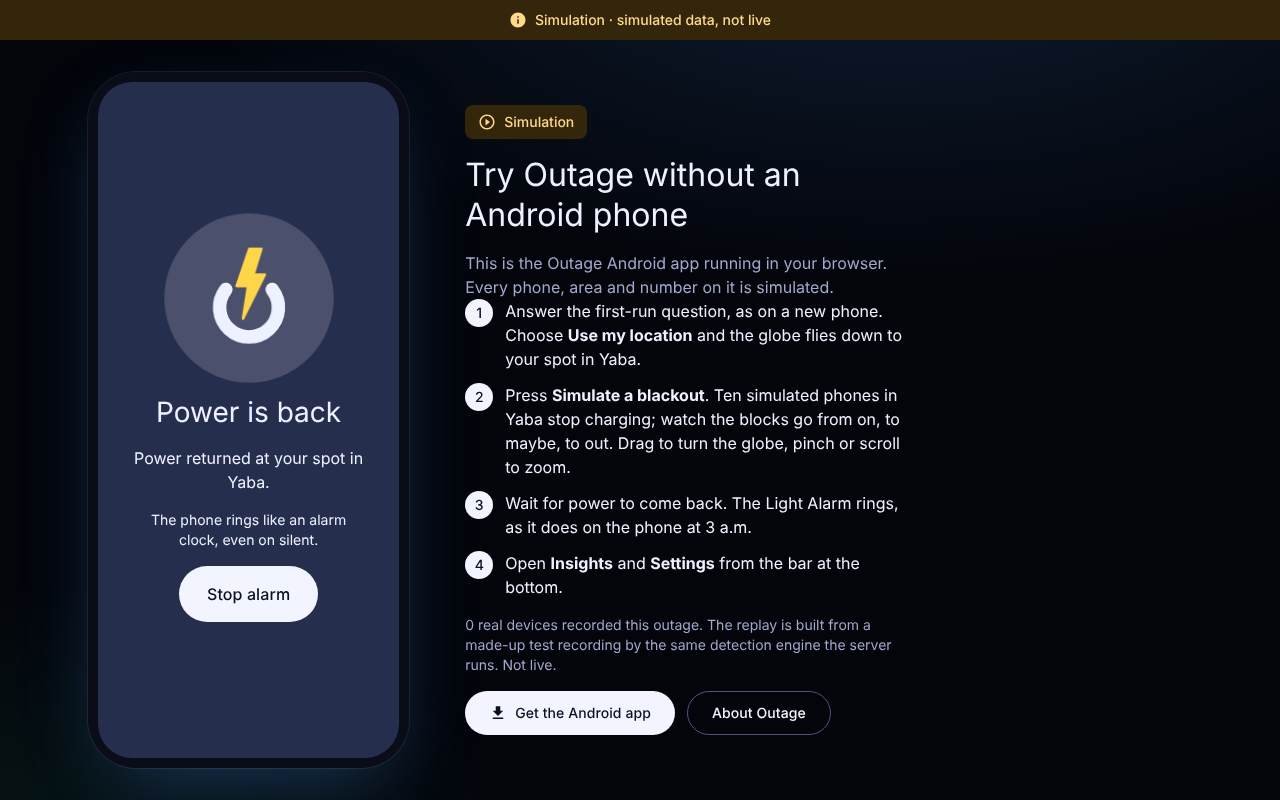 Simulation · simulated data, not live
Power is back
Power returned at your spot in
Yaba.
The phone rings like an alarm
clock, even on silent.
Stop alarm
Simulation
Try Outage without an
Android phone
This is the Outage Android app running in your browser.
Every phone, area and number on it is simulated.
1 Answer the first-run question, as on a new phone.
Choose Use my location and the globe flies down to
your spot in Yaba.
2 Press Simulate a blackout. Ten simulated phones in
Yaba stop charging; watch the blocks go from on, to
maybe, to out. Drag to turn the globe, pinch or scroll
to zoom.
3 Wait for power to come back. The Light Alarm rings,
as it does on the phone at 3 a.m.
4 Open Insights and Settings from the bar at the
bottom.
0 real devices recorded this outage. The replay is built from a
made-up test recording by the same detection engine the server
runs. Not live.
Get the Android app
About Outage